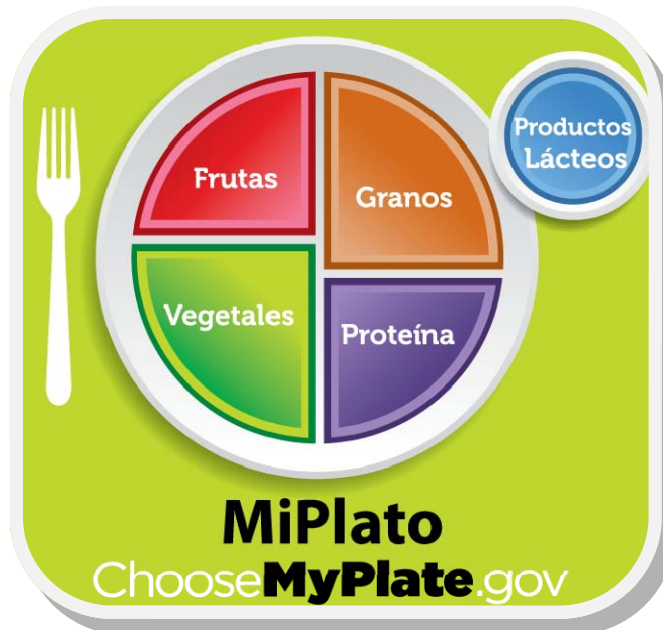 Frutas
Granos
Productos
Lácteos
Vegetales
Proteína
MiPlato
ChooseMyPlate.gov